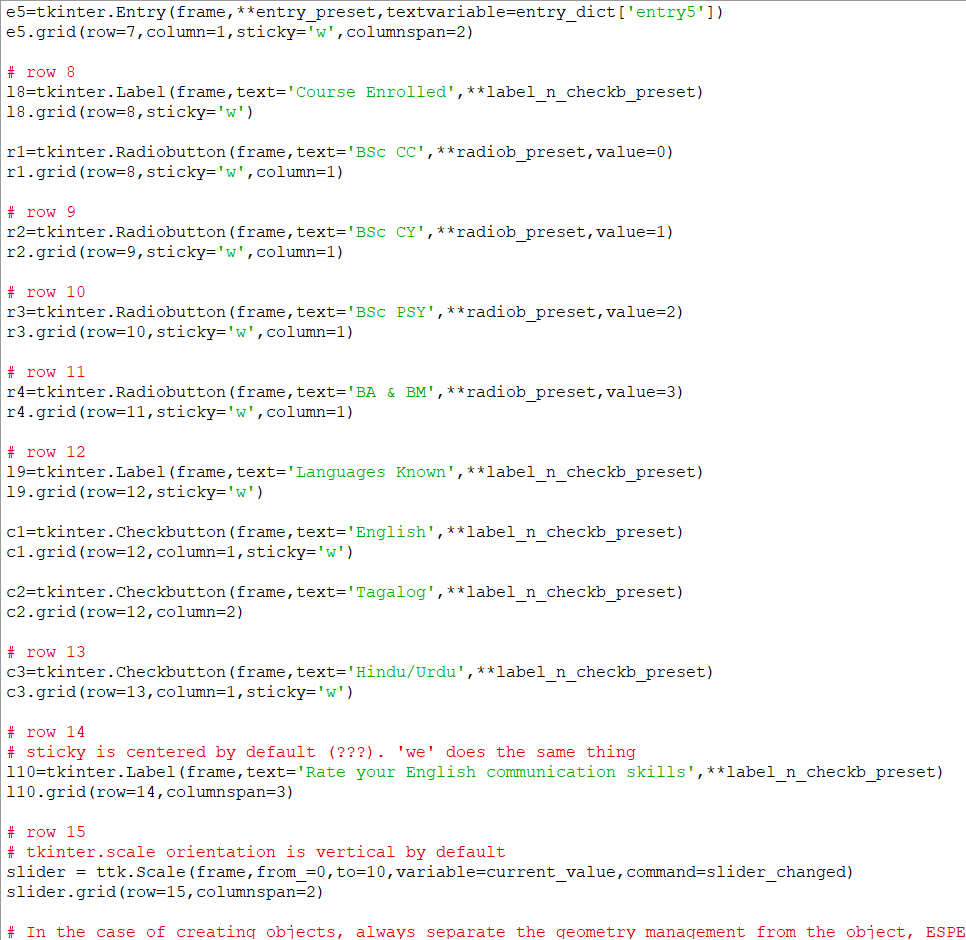 e5=tkinter.Entry(frame,**entry_preset,textvariable=entry_dict['entry5'])
e5.grid(row=7,column=1,sticky='w',columnspan=2)
# row 8
l8=tkinter.Label(frame,text='Course Enrolled',**label_n_checkb_preset)
l8.grid(row=8,sticky='w')
r1=tkinter.Radiobutton(frame,text='BSc CC',**radiob_preset,value=0)
r1.grid(row=8,sticky='w',column=1)
# row 9
r2=tkinter.Radiobutton(frame,text='BSc CY',**radiob_preset,value=1)
r2.grid(row=9,sticky='w',column=1)
# row 10
r3=tkinter.Radiobutton(frame,text='BSc PSY',**radiob_preset,value=2)
r3.grid(row=10,sticky='w',column=1)
# row 11
r4=tkinter.Radiobutton(frame,text='BA & BM',**radiob_preset,value=3)
r4.grid(row=11,sticky='w',column=1)
# row 12
l9=tkinter.Label(frame,text='Languages Known',**label_n_checkb_preset)
l9.grid(row=12,sticky='w')
c1=tkinter.Checkbutton(frame,text='English',**label_n_checkb_preset)
c1.grid(row=12,column=1,sticky='w')
c2=tkinter.Checkbutton(frame,text='Tagalog',**label_n_checkb_preset)
c2.grid(row=12,column=2)
# row 13
c3=tkinter.Checkbutton(frame,text='Hindu/Urdu',**label_n_checkb_preset)
c3.grid(row=13,column=1,sticky='w')
# row 14
# sticky is centered by default (???). 'we' does the same thing
l10=tkinter.Label(frame,text='Rate your English communication skills',**label_n_checkb_preset)
l10.grid(row=14,columnspan=3)
# row 15
# tkinter.scale orientation is vertical by default
slider = ttk.Scale(frame,from_=0,to=10,variable=current_value,command=slider_changed)
slider.grid(row=15,columnspan=2)
# In the case of creating objects, always separate the geometry management from the object, ESPE